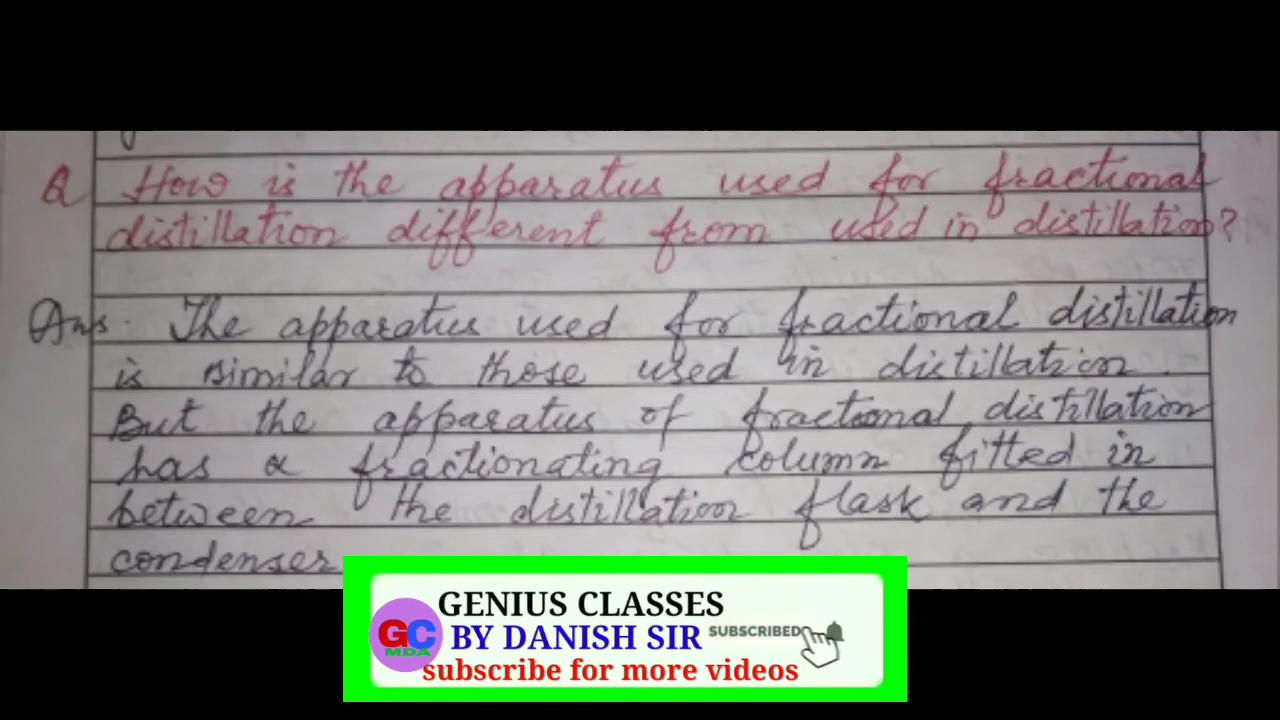 Q How is the apparatus used for fractional
distillation different from used in distillation?
Ans. The apparatus used for fractional distillation
is similar to those used in distillation.
But the apparatus of fractional distillation
has a fractionating column fitted in
between the distillation flask and the
condenser
GENIUS CLASSES
GC BY DANISH SIR SUBSCRIBED
MDA
subscribe for more videos